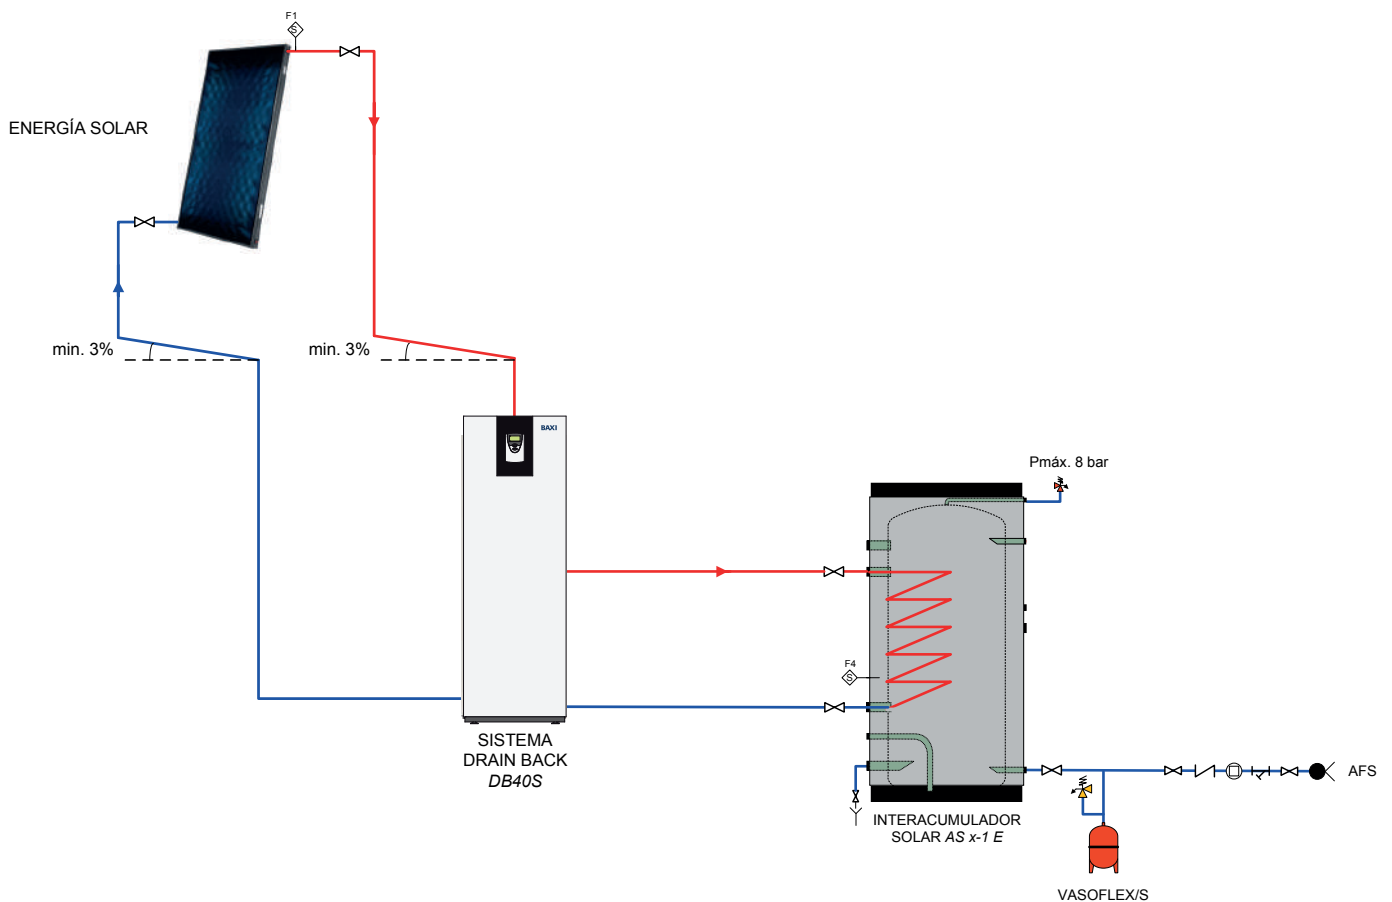 F1
S
ENERGÍA SOLAR
min. 3%
min. 3%
BAXI
Pmáx. 8 bar
F4
S
SISTEMA
DRAIN BACK
DB40S
AFS
INTERACUMULADOR
SOLAR AS x-1 E
VASOFLEX/S